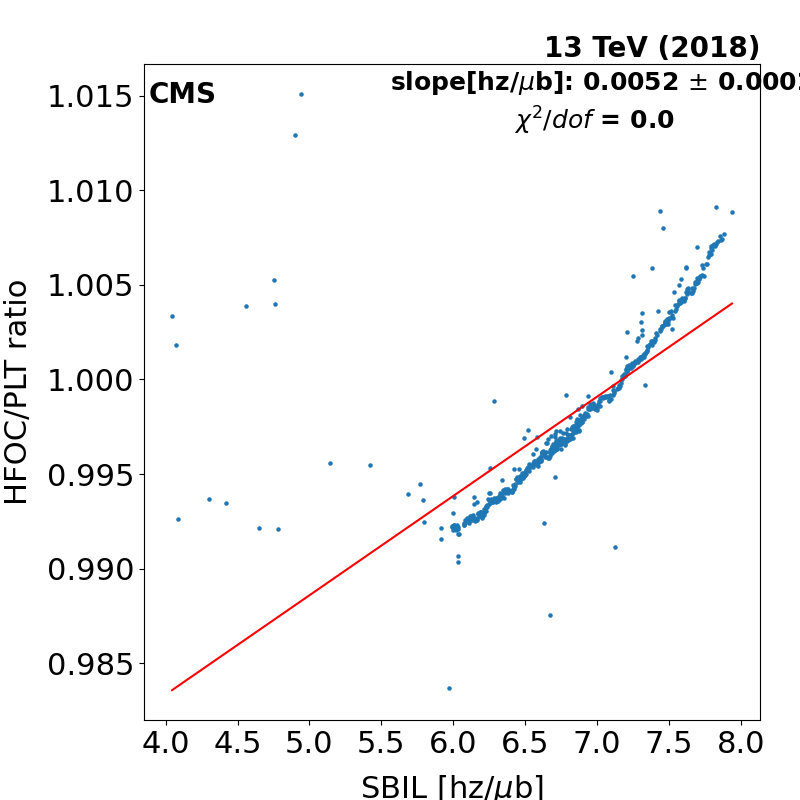 13 TeV (2018)
CMS
slope[hz/μb]: 0.0052 ± 0.000
χ²/dof = 0.0
1.015
1.010
1.005
1.000
0.995
0.990
0.985
HFOC/PLT ratio
4.0 4.5 5.0 5.5 6.0 6.5 7.0 7.5 8.0
SBIL [hz/μb]